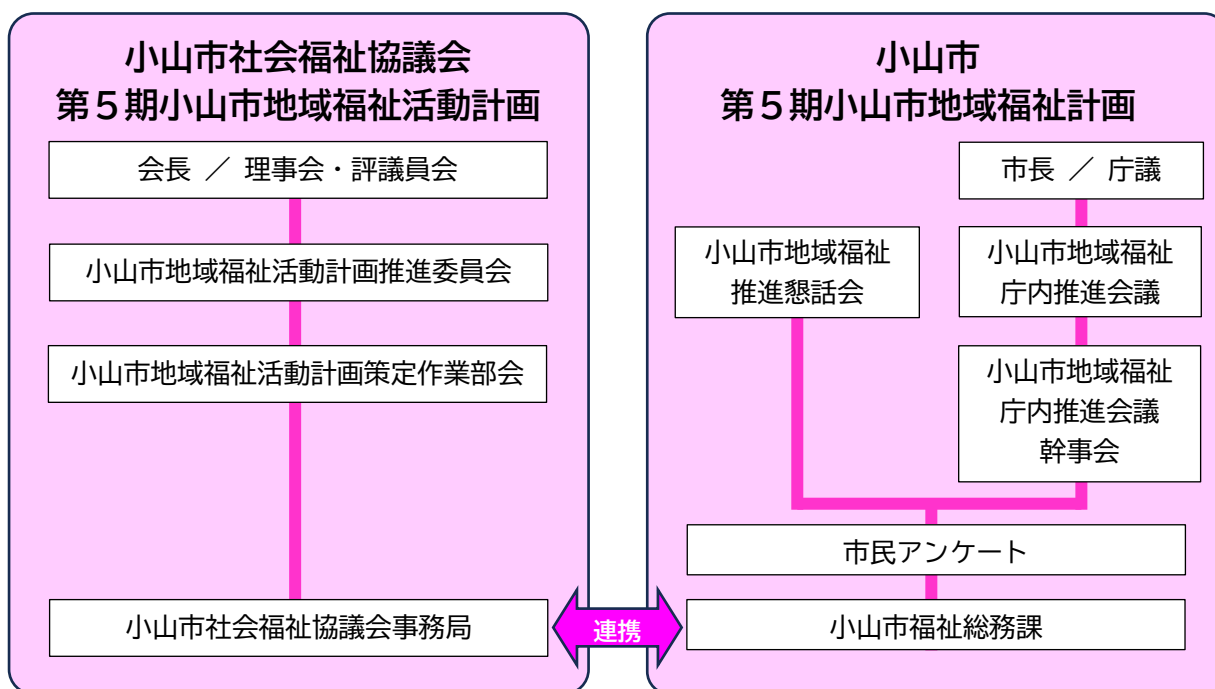 小山市社会福祉協議会
第５期小山市地域福祉活動計画
会長 ／ 理事会・評議員会
小山市地域福祉活動計画推進委員会
小山市地域福祉活動計画策定作業部会
小山市社会福祉協議会事務局
連携
小山市
第５期小山市地域福祉計画
市長 ／ 庁議
小山市地域福祉
推進懇話会
小山市地域福祉
庁内推進会議
小山市地域福祉
庁内推進会議
幹事会
市民アンケート
小山市福祉総務課